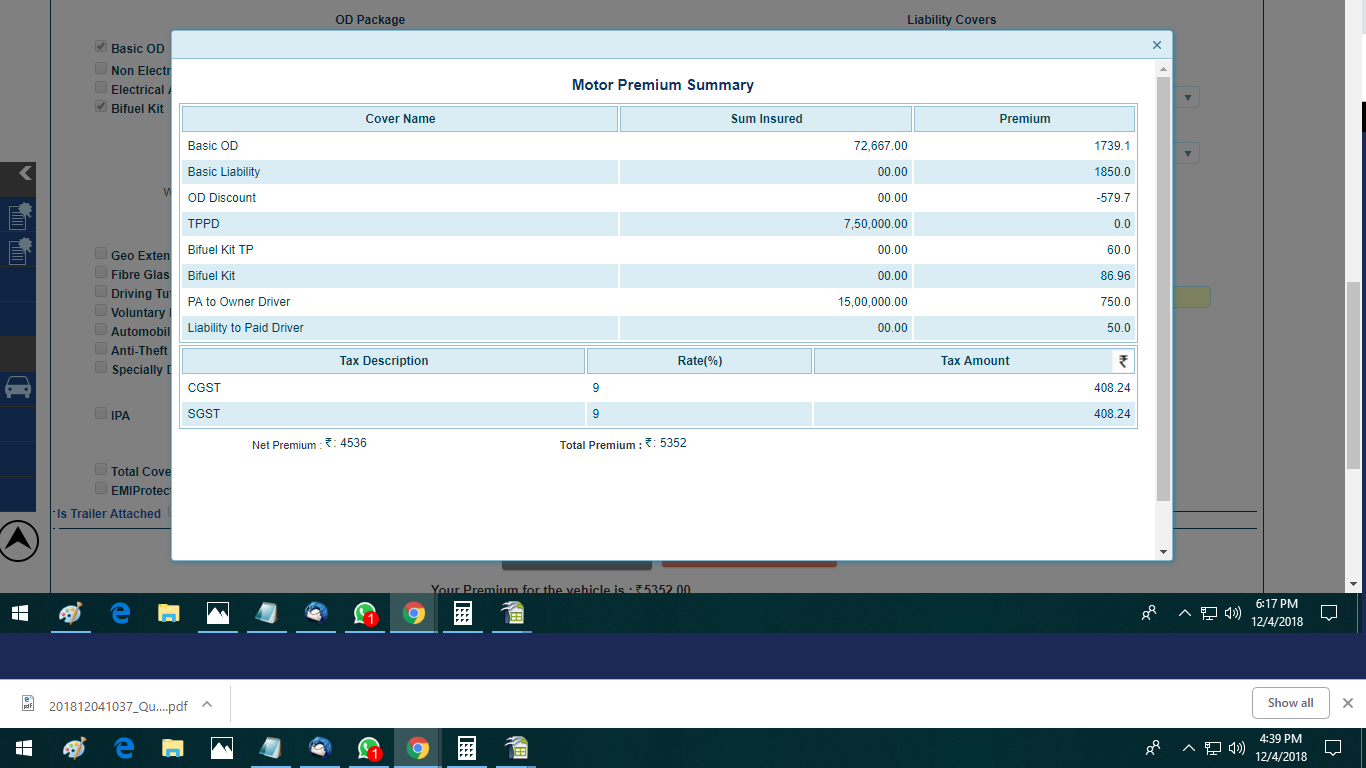 OD Package Liability Covers
Basic OD
Non Electr
Electrical
Bifuel Kit
W
Geo Exten
Fibre Glas
Driving Tu
Voluntary
Automobil
Anti-Theft
Specially D
IPA
Total Cove
EMIProtec
Is Trailer Attached
Motor Premium Summary
Cover Name Sum Insured Premium
Basic OD 72,667.00 1739.1
Basic Liability 00.00 1850.0
OD Discount 00.00 -579.7
TPPD 7,50,000.00 0.0
Bifuel Kit TP 00.00 60.0
Bifuel Kit 00.00 86.96
PA to Owner Driver 15,00,000.00 750.0
Liability to Paid Driver 00.00 50.0
Tax Description Rate(%) Tax Amount ₹
CGST 9 408.24
SGST 9 408.24
Net Premium : ₹: 4536 Total Premium : ₹: 5352
Your Premium for the vehicle is : ₹5352.00
1
6:17 PM
12/4/2018
201812041037_Qu....pdf
Show all
1
4:39 PM
12/4/2018